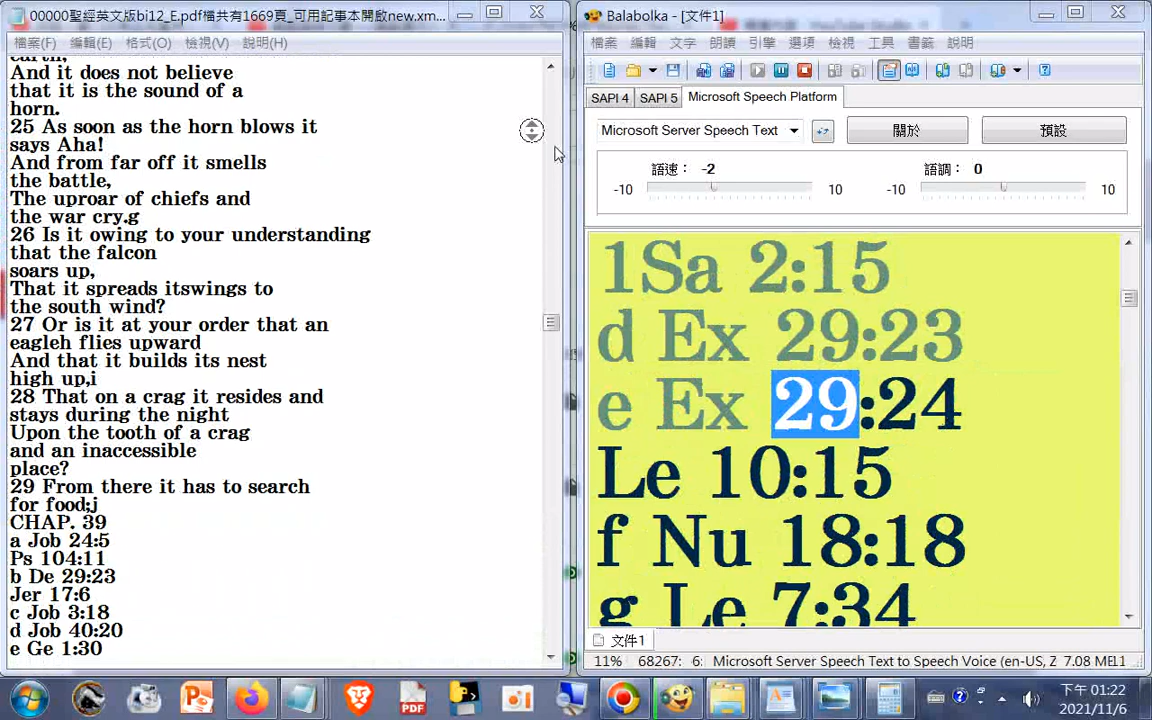 00000聖經英文版bi12_E.pdf檔共有1669頁_可用記事本開啟new.xm...
檔案(F) 編輯(E) 格式(O) 檢視(V) 說明(H)
earth,
And it does not believe
that it is the sound of a
horn.
25 As soon as the horn blows it
says Aha!
And from far off it smells
the battle,
The uproar of chiefs and
the war cry.g
26 Is it owing to your understanding
that the falcon
soars up,
That it spreads itswings to
the south wind?
27 Or is it at your order that an
eagleh flies upward
And that it builds its nest
high up,i
28 That on a crag it resides and
stays during the night
Upon the tooth of a crag
and an inaccessible
place?
29 From there it has to search
for food;j
CHAP. 39
a Job 24:5
Ps 104:11
b De 29:23
Jer 17:6
c Job 3:18
d Job 40:20
e Ge 1:30
Balabolka - [文件1]
檔案 編輯 文字 朗讀 引擎 選項 檢視 工具 書籤 說明
SAPI 4 SAPI 5 Microsoft Speech Platform
Microsoft Server Speech Text 關於 預設
語速: -2 語調: 0
-10 10 -10 10
1Sa 2:15
d Ex 29:23
e Ex 29:24
Le 10:15
f Nu 18:18
g Le 7:34
文件1
11% 68267: 6: Microsoft Server Speech Text to Speech Voice (en-US, Z 7.08 ME
下午 01:22
2021/11/6